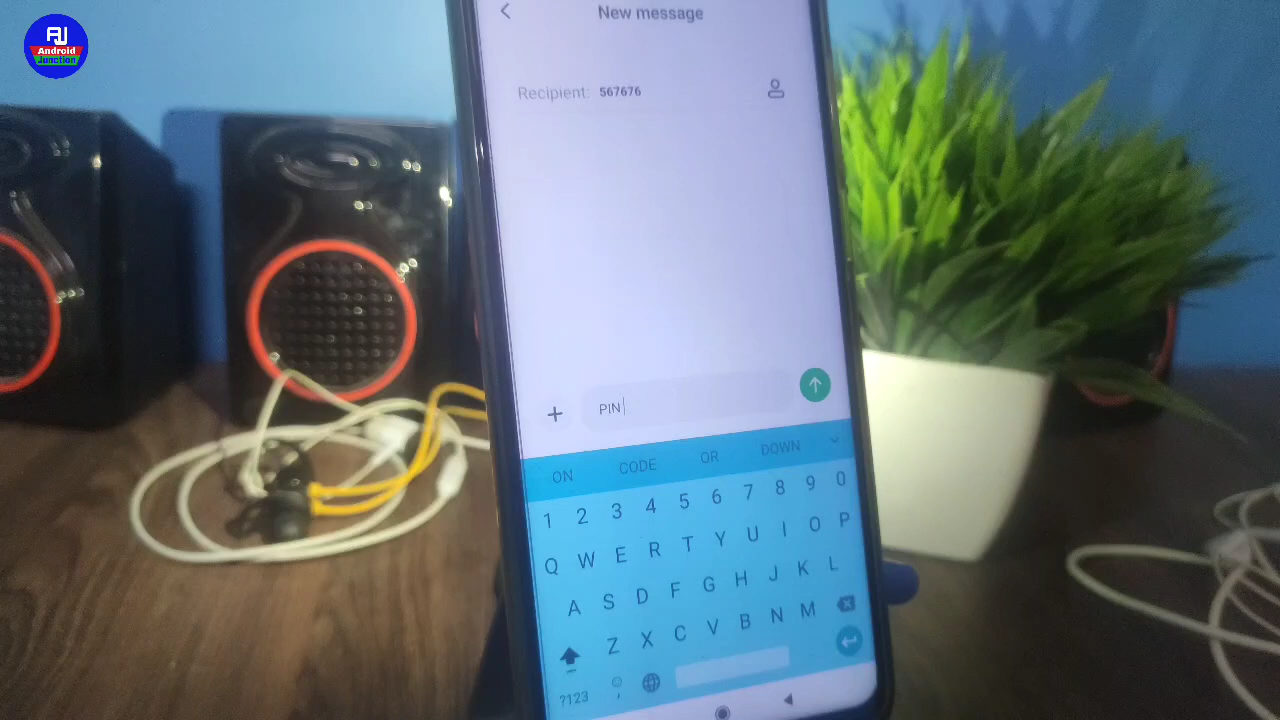 AJ
Android
Junction
New message
Recipient: 567676
PIN
ON CODE OR DOWN
1 2 3 4 5 6 7 8 9 0
Q W E R T Y U I O P
A S D F G H J K L
Z X C V B N M
?123 ,